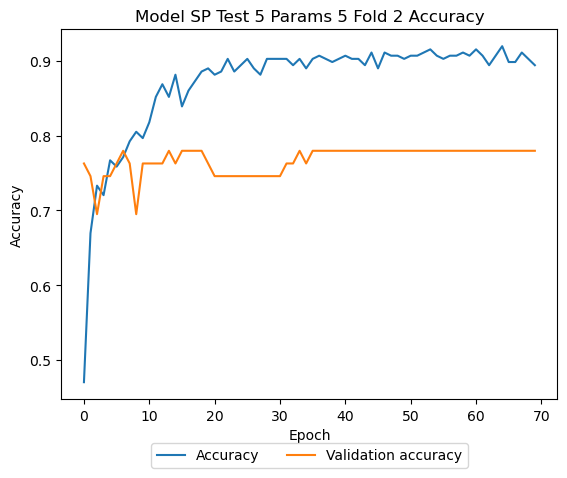 Model SP Test 5 Params 5 Fold 2 Accuracy
0.9
0.8
0.7
0.6
0.5
Accuracy
0 10 20 30 40 50 60 70
Epoch
Accuracy Validation accuracy